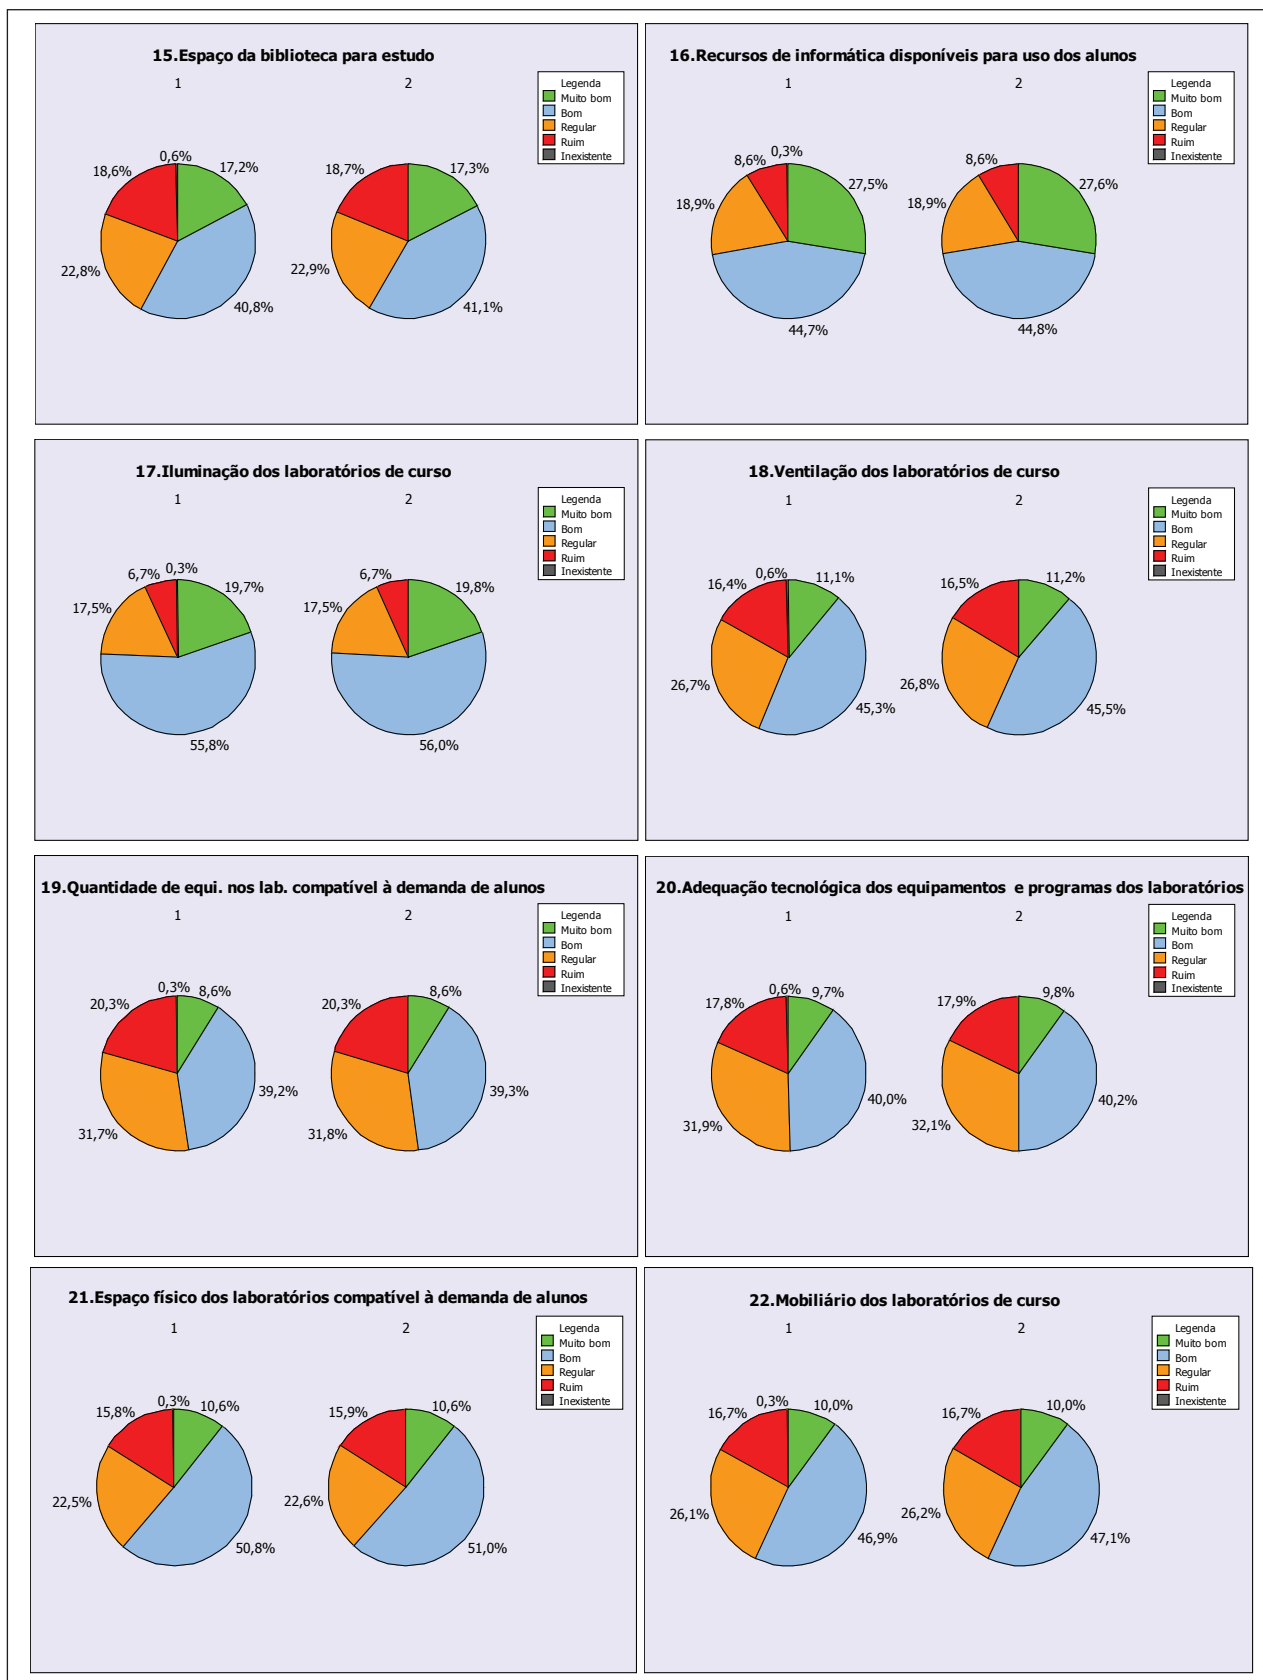 15.Espaço da biblioteca para estudo
1
2
Legenda
Muito bom
Bom
Regular
Ruim
Inexistente
0,6%
17,2%
18,6%
22,8%
40,8%
18,7%
17,3%
22,9%
41,1%
16.Recursos de informática disponíveis para uso dos alunos
1
2
Legenda
Muito bom
Bom
Regular
Ruim
Inexistente
8,6%
0,3%
27,5%
18,9%
44,7%
8,6%
27,6%
18,9%
44,8%
17.Iluminação dos laboratórios de curso
1
2
Legenda
Muito bom
Bom
Regular
Ruim
Inexistente
6,7%
0,3%
19,7%
17,5%
55,8%
6,7%
19,8%
17,5%
56,0%
18.Ventilação dos laboratórios de curso
1
2
Legenda
Muito bom
Bom
Regular
Ruim
Inexistente
16,4%
0,6%
11,1%
26,7%
45,3%
16,5%
11,2%
26,8%
45,5%
19.Quantidade de equi. nos lab. compatível à demanda de alunos
1
2
Legenda
Muito bom
Bom
Regular
Ruim
Inexistente
20,3%
0,3%
8,6%
31,7%
39,2%
20,3%
8,6%
31,8%
39,3%
20.Adequação tecnológica dos equipamentos e programas dos laboratórios
1
2
Legenda
Muito bom
Bom
Regular
Ruim
Inexistente
17,8%
0,6%
9,7%
31,9%
40,0%
17,9%
9,8%
32,1%
40,2%
21.Espaço físico dos laboratórios compatível à demanda de alunos
1
2
Legenda
Muito bom
Bom
Regular
Ruim
Inexistente
15,8%
0,3%
10,6%
22,5%
50,8%
15,9%
10,6%
22,6%
51,0%
22.Mobiliário dos laboratórios de curso
1
2
Legenda
Muito bom
Bom
Regular
Ruim
Inexistente
16,7%
0,3%
10,0%
26,1%
46,9%
16,7%
10,0%
26,2%
47,1%